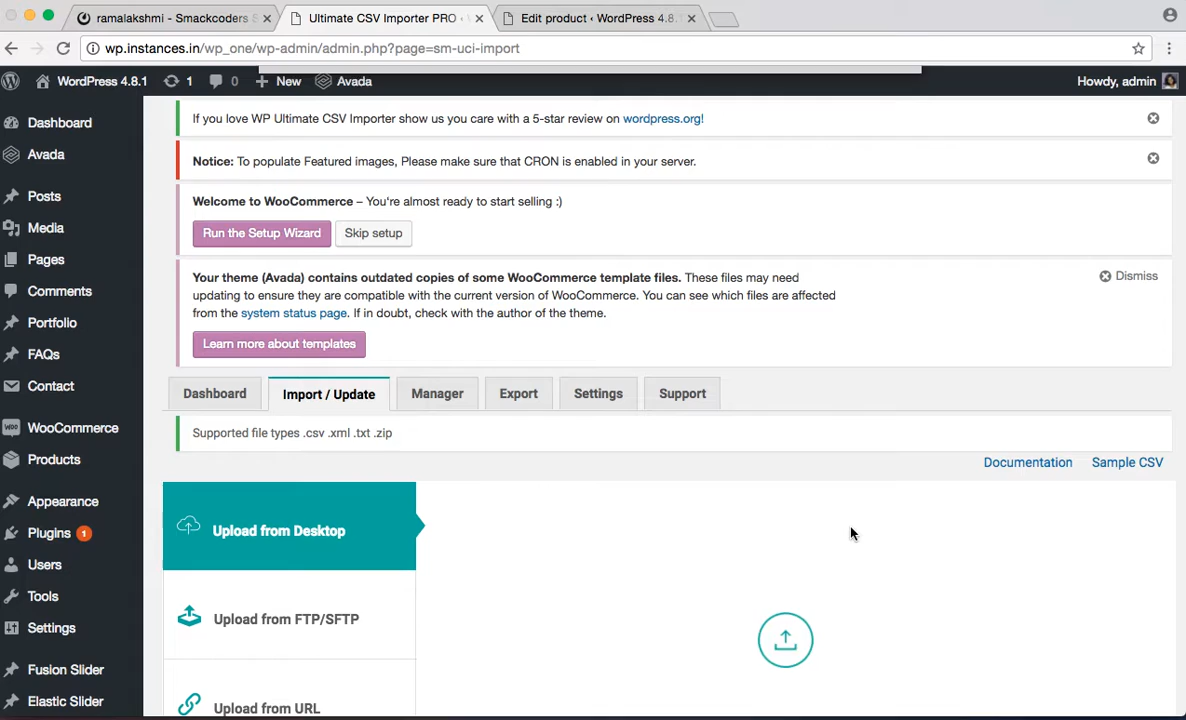 ramalakshmi - Smackcoders S
Ultimate CSV Importer PRO ‹
Edit product ‹ WordPress 4.8.1
wp.instances.in/wp_one/wp-admin/admin.php?page=sm-uci-import
WordPress 4.8.1 1 0 New Avada Howdy, admin
Dashboard
Avada
Posts
Media
Pages
Comments
Portfolio
FAQs
Contact
WooCommerce
Products
Appearance
Plugins 1
Users
Tools
Settings
Fusion Slider
Elastic Slider
If you love WP Ultimate CSV Importer show us you care with a 5-star review on wordpress.org!
Notice: To populate Featured images, Please make sure that CRON is enabled in your server.
Welcome to WooCommerce – You're almost ready to start selling :)
Run the Setup Wizard Skip setup
Your theme (Avada) contains outdated copies of some WooCommerce template files. These files may need
updating to ensure they are compatible with the current version of WooCommerce. You can see which files are affected
from the system status page. If in doubt, check with the author of the theme.
Dismiss
Learn more about templates
Dashboard Import / Update Manager Export Settings Support
Supported file types .csv .xml .txt .zip
Documentation Sample CSV
Upload from Desktop
Upload from FTP/SFTP
Upload from URL